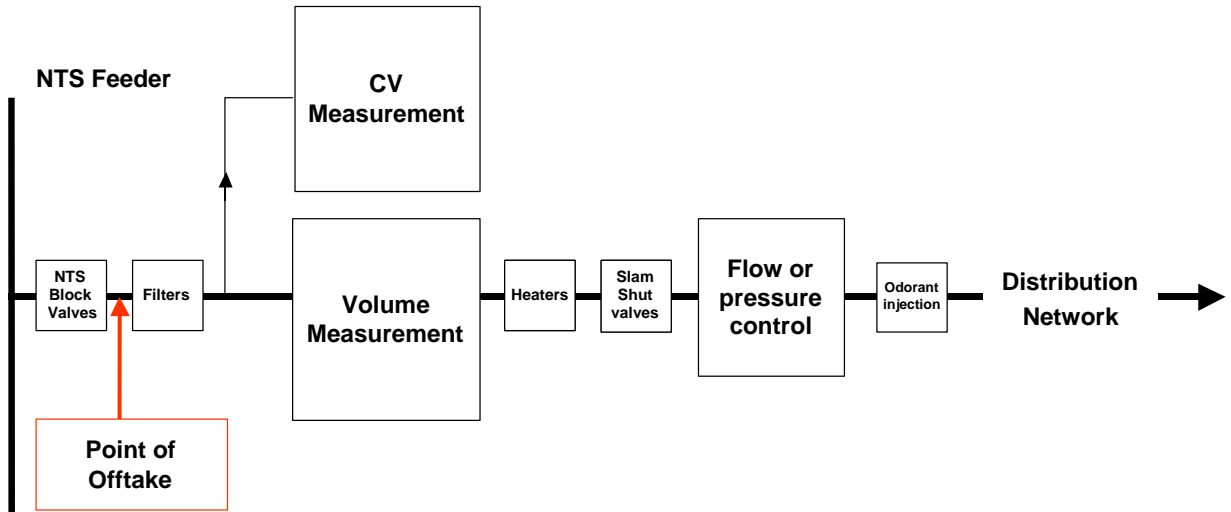 NTS Feeder
CV
Measurement
NTS
Block
Valves
Filters
Volume
Measurement
Heaters
Slam
Shut
valves
Flow or
pressure
control
Odorant
injection
Distribution
Network
Point of
Offtake